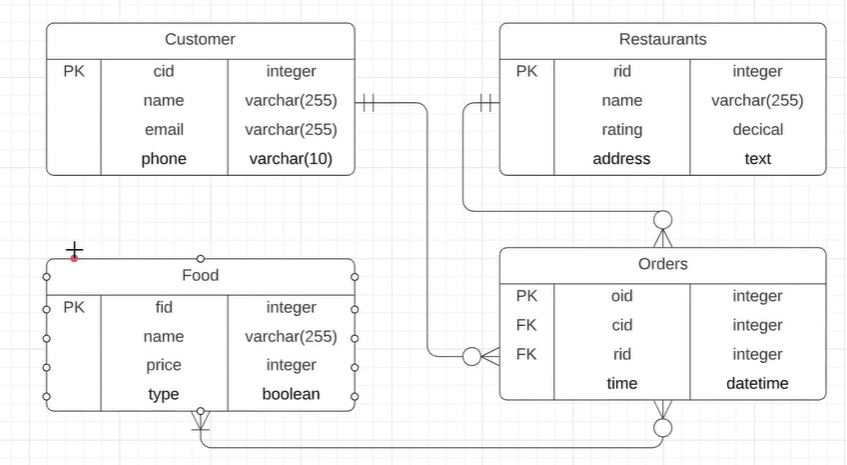 Customer
PK cid integer
name varchar(255)
email varchar(255)
phone varchar(10)
Restaurants
PK rid integer
name varchar(255)
rating decical
address text
Food
PK fid integer
name varchar(255)
price integer
type boolean
Orders
PK oid integer
FK cid integer
FK rid integer
time datetime